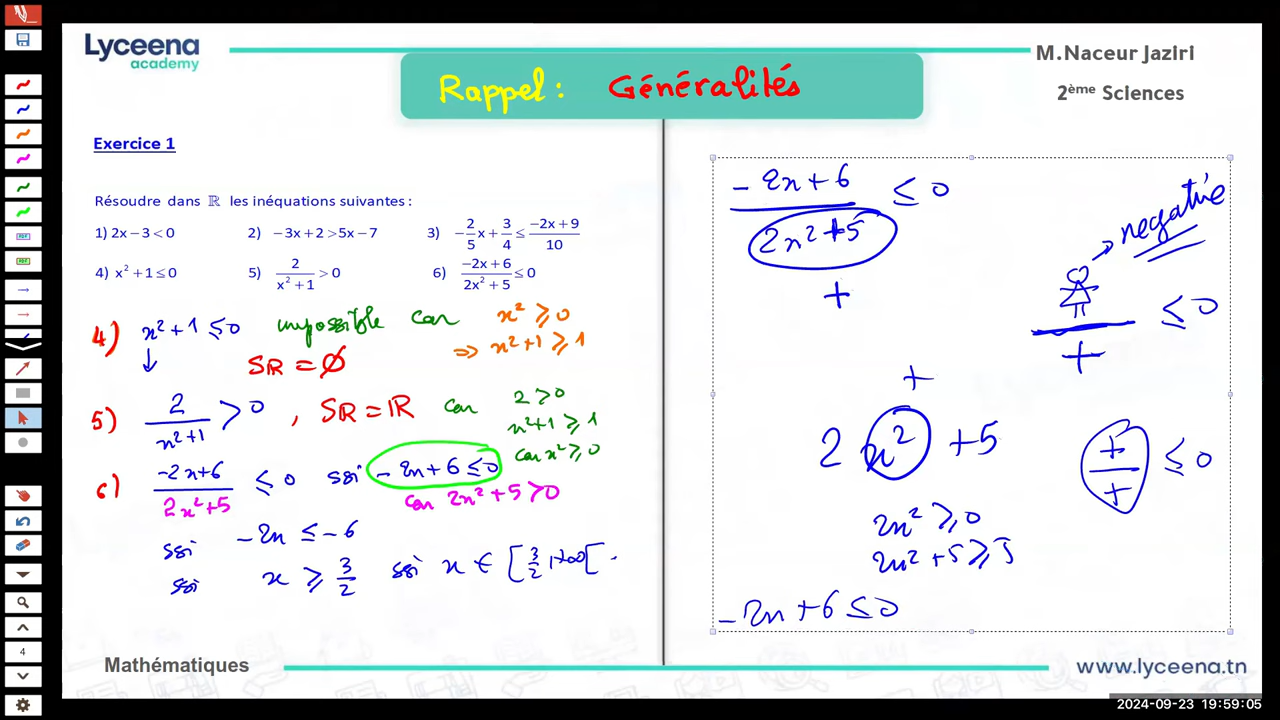 Lyceena
academy
M.Naceur Jaziri
2ème Sciences
Rappel : Généralités
Exercice 1
Résoudre dans ℝ les inéquations suivantes :
1) 2x−3<0 2) −3x+2>5x−7 3) −2/5x+3/4≤(−2x+9)/10
4) x²+1≤0 5) 2/(x²+1)>0 6) (−2x+6)/(2x²+5)≤0
4) x²+1 ≤0 impossible car x² ≥ 0
⇒ x²+1 ≥ 1
Sℝ = ∅
5) 2/(x²+1) > 0 , Sℝ = ℝ car 2 > 0
x²+1 ≥ 1
car x² ≥ 0
6) (−2x+6)/(2x²+5) ≤ 0 ssi −2x+6 ≤0
car 2x²+5 >0
ssi −2x ≤ −6
ssi x ≥ 3/2 ssi x ∈ [3/2, +∞[
(−2x+6)/(2x²+5) ≤ 0
+
negative
≤ 0
+
+
2x² +5
+/+ ≤ 0
2x² ≥ 0
2x² +5 ≥ 5
−2x+6 ≤ 0
Mathématiques
www.lyceena.tn
4
2024-09-23 19:59:05